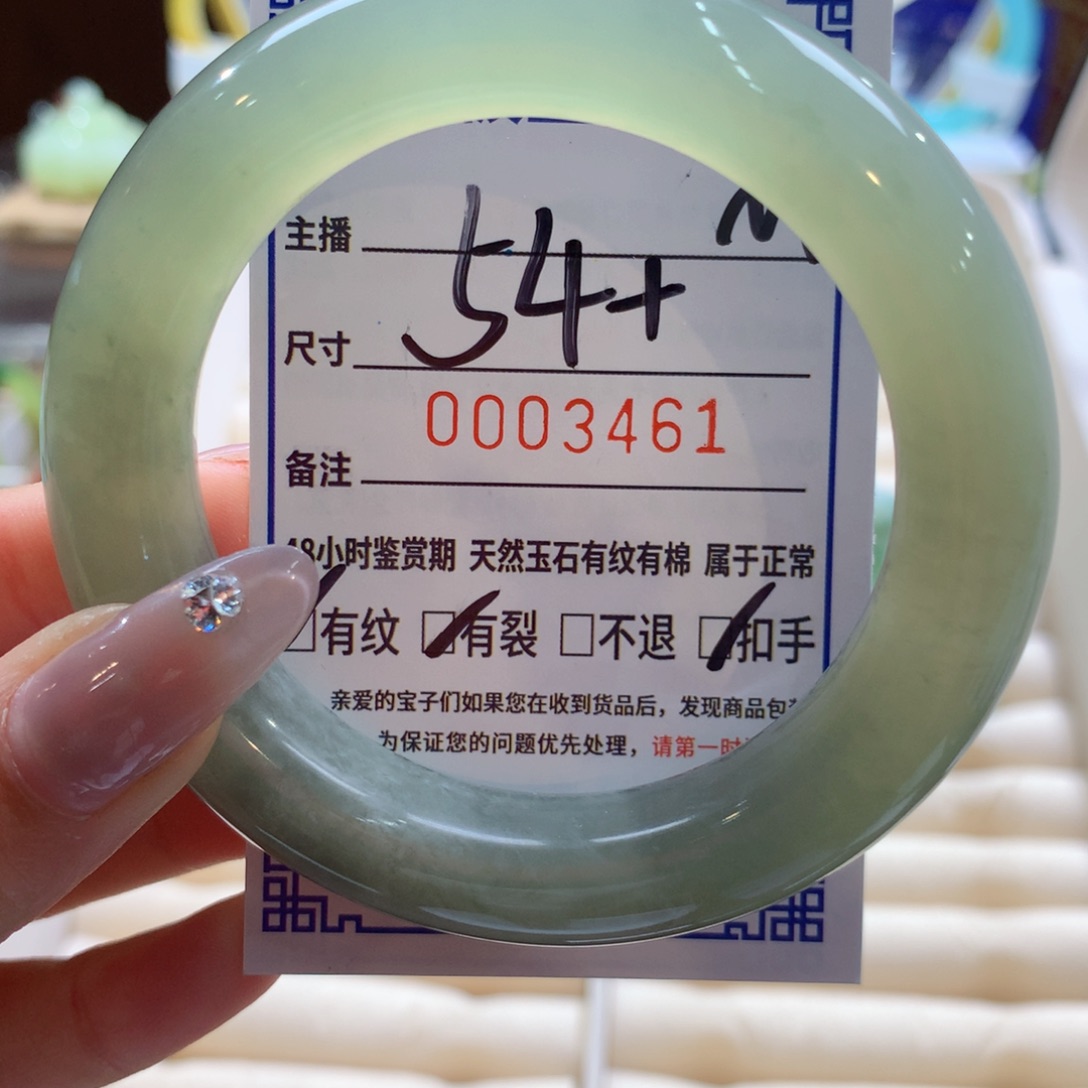 主播
尺寸 54+
0003461
备注
48小时鉴赏期 天然玉石有纹有棉 属于正常
□有纹 □有裂 □不退 □扣手
亲爱的宝子们如果您在收到货品后，发现商品包
为保证您的问题优先处理，请第一时